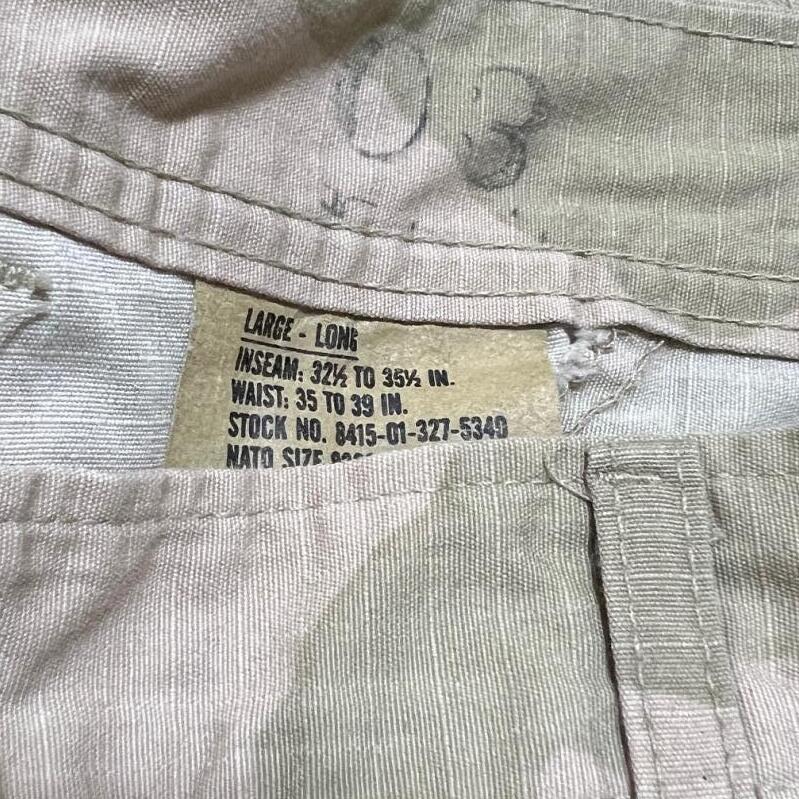 03
LARGE - LONG
INSEAM: 32½ TO 35½ IN.
WAIST: 35 TO 39 IN.
STOCK NO. 8415-01-327-5340
NATO SIZE